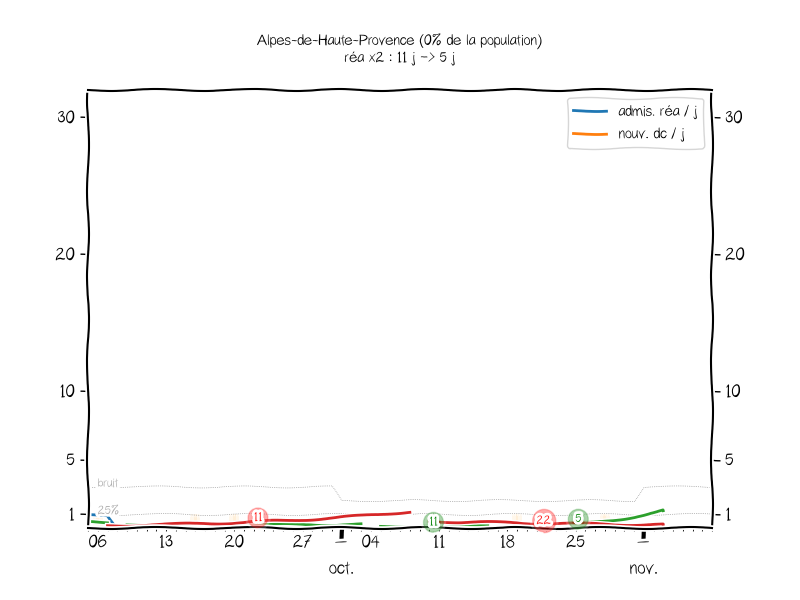 Alpes-de-Haute-Provence (0% de la population)
réa x2 : 11 j -> 5 j
admis. réa / j
nouv. dc / j
30
30
20
20
10
10
5
5
bruit
25%
1
1
11
11
22
5
06 13 20 27 1 04 11 18 25 1
oct. nov.